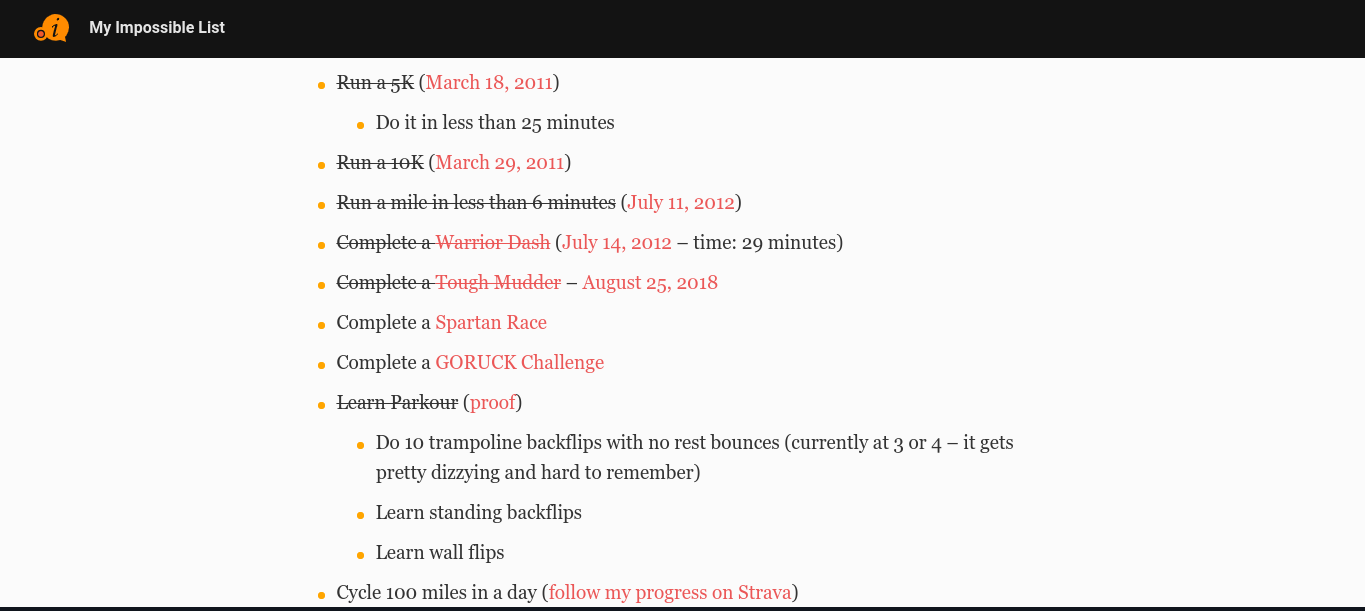 i
My Impossible List
Run a 5K (March 18, 2011)
Do it in less than 25 minutes
Run a 10K (March 29, 2011)
Run a mile in less than 6 minutes (July 11, 2012)
Complete a Warrior Dash (July 14, 2012 – time: 29 minutes)
Complete a Tough Mudder – August 25, 2018
Complete a Spartan Race
Complete a GORUCK Challenge
Learn Parkour (proof)
Do 10 trampoline backflips with no rest bounces (currently at 3 or 4 – it gets
pretty dizzying and hard to remember)
Learn standing backflips
Learn wall flips
Cycle 100 miles in a day (follow my progress on Strava)